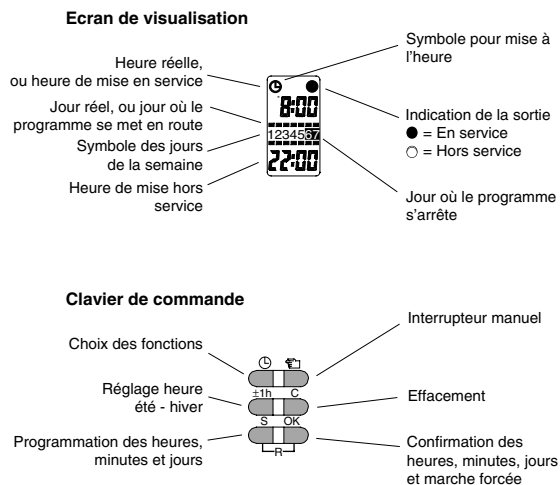 Ecran de visualisation
Symbole pour mise à
l'heure
Heure réelle,
ou heure de mise en service
Jour réel, ou jour où le
programme se met en route
Symbole des jours
de la semaine
Heure de mise hors
service
8:00
1234567
22:00
Indication de la sortie
● = En service
○ = Hors service
Jour où le programme
s'arrête
Clavier de commande
Interrupteur manuel
Choix des fonctions
Réglage heure
été - hiver
Programmation des heures,
minutes et jours
±1h C
S OK
R
Effacement
Confirmation des
heures, minutes, jours
et marche forcée